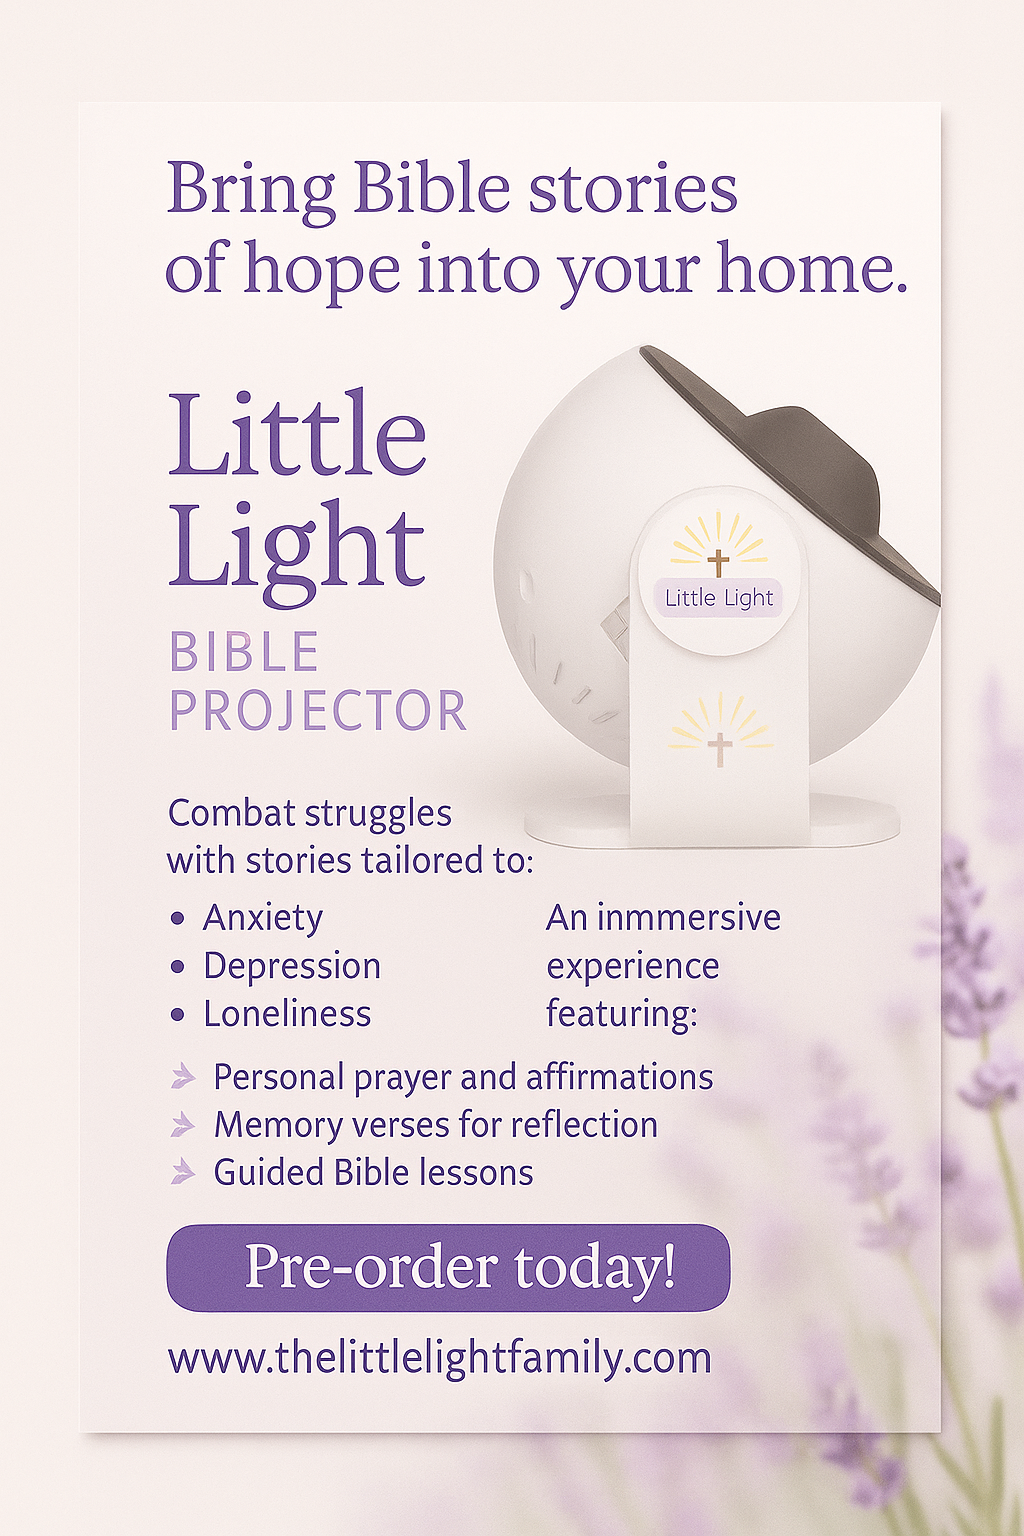 Bring Bible stories
of hope into your home.
Little
Light
BIBLE
PROJECTOR
Little Light
Combat struggles
with stories tailored to:
• Anxiety
• Depression
• Loneliness
An inmmersive
experience
featuring:
Personal prayer and affirmations
Memory verses for reflection
Guided Bible lessons
Pre-order today!
www.thelittlelightfamily.com